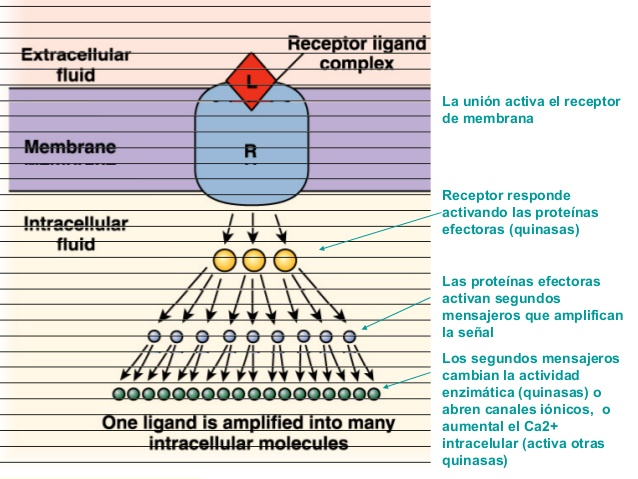 Extracellular
fluid
Receptor ligand
complex
L
Membrane
R
Intracellular
fluid
One ligand is amplified into many
intracellular molecules
La unión activa el receptor
de membrana
Receptor responde
activando las proteínas
efectoras (quinasas)
Las proteínas efectoras
activan segundos
mensajeros que amplifican
la señal
Los segundos mensajeros
cambian la actividad
enzimática (quinasas) o
abren canales iónicos,  o
aumental el Ca2+
intracelular (activa otras
quinasas)